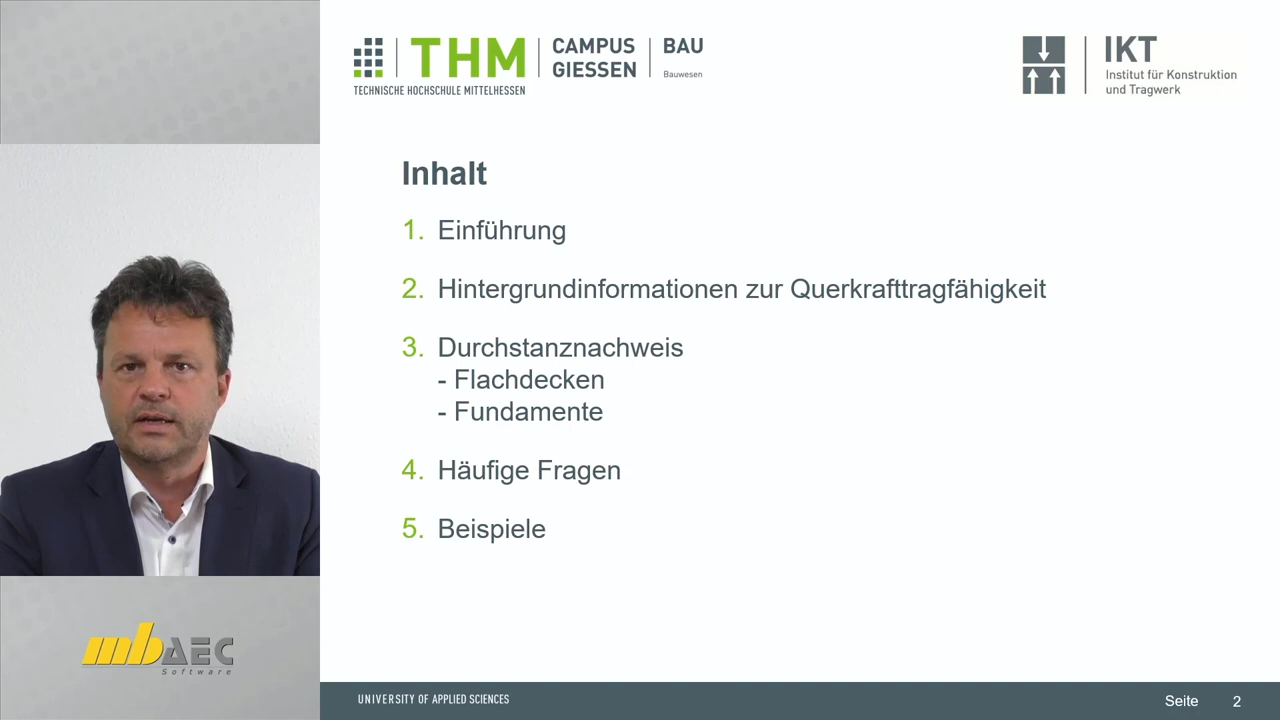 THM
TECHNISCHE HOCHSCHULE MITTELHESSEN
CAMPUS
GIESSEN
BAU
Bauwesen
IKT
Institut für Konstruktion
und Tragwerk
Inhalt
1. Einführung
2. Hintergrundinformationen zur Querkrafttragfähigkeit
3. Durchstanznachweis
- Flachdecken
- Fundamente
4. Häufige Fragen
5. Beispiele
mbAEC
Software
UNIVERSITY OF APPLIED SCIENCES
Seite 2